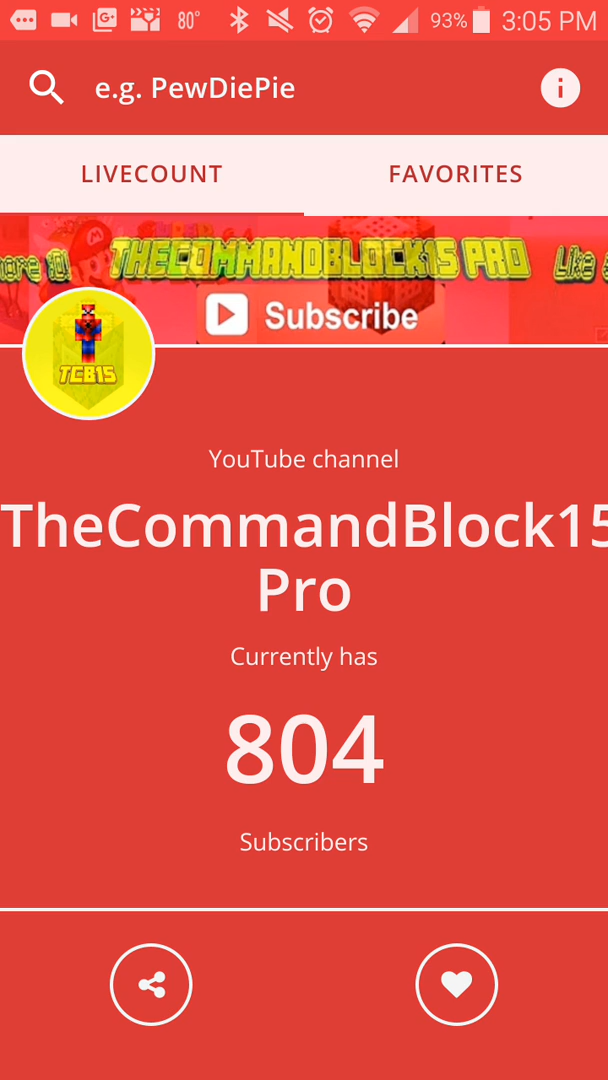 80° 93% 3:05 PM
e.g. PewDiePie
LIVECOUNT FAVORITES
THECOMMANDBLOCK15 PRO Like
Subscribe
TCB15
YouTube channel
TheCommandBlock15
Pro
Currently has
804
Subscribers